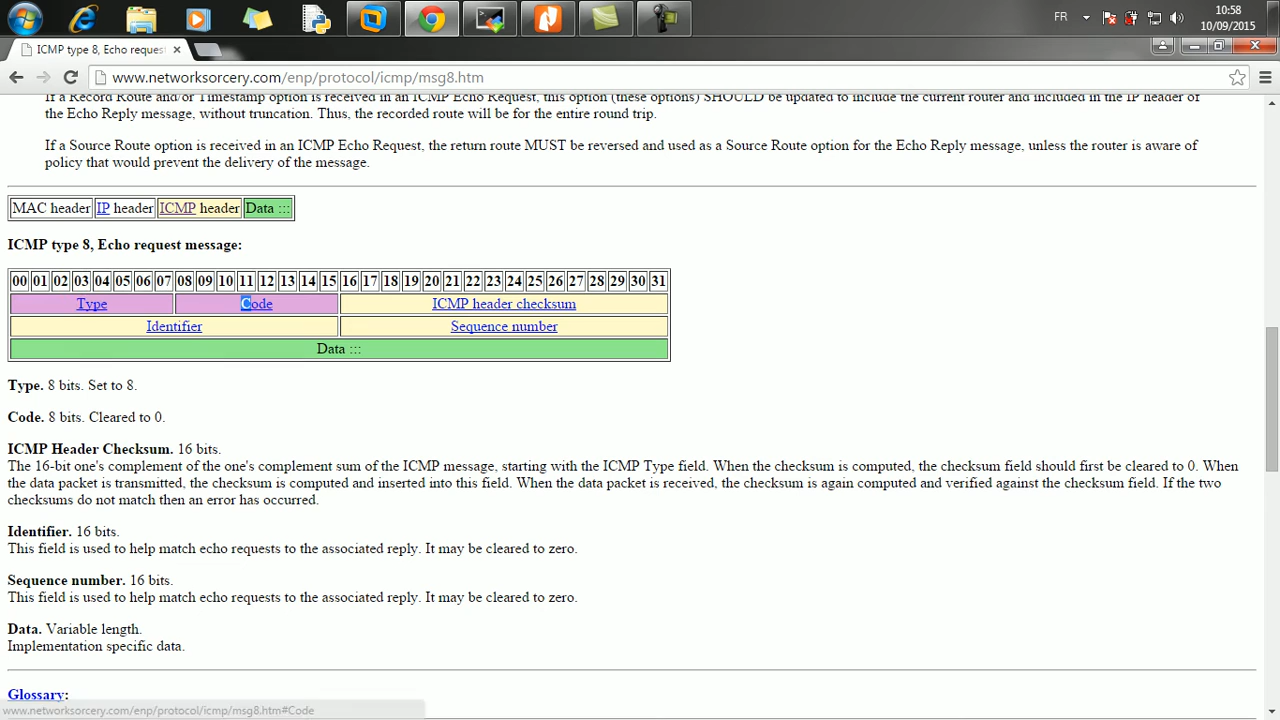 FR
10:58
10/09/2015
ICMP type 8, Echo request
www.networksorcery.com/enp/protocol/icmp/msg8.htm
If a Record Route and/or Timestamp option is received in an ICMP Echo Request, this option (these options) SHOULD be updated to include the current router and included in the IP header of
the Echo Reply message, without truncation. Thus, the recorded route will be for the entire round trip.
If a Source Route option is received in an ICMP Echo Request, the return route MUST be reversed and used as a Source Route option for the Echo Reply message, unless the router is aware of
policy that would prevent the delivery of the message.
MAC header IP header ICMP header Data :::
ICMP type 8, Echo request message:
00 01 02 03 04 05 06 07 08 09 10 11 12 13 14 15 16 17 18 19 20 21 22 23 24 25 26 27 28 29 30 31
Type Code ICMP header checksum
Identifier Sequence number
Data :::
Type. 8 bits. Set to 8.
Code. 8 bits. Cleared to 0.
ICMP Header Checksum. 16 bits.
The 16-bit one's complement of the one's complement sum of the ICMP message, starting with the ICMP Type field. When the checksum is computed, the checksum field should first be cleared to 0. When
the data packet is transmitted, the checksum is computed and inserted into this field. When the data packet is received, the checksum is again computed and verified against the checksum field. If the two
checksums do not match then an error has occurred.
Identifier. 16 bits.
This field is used to help match echo requests to the associated reply. It may be cleared to zero.
Sequence number. 16 bits.
This field is used to help match echo requests to the associated reply. It may be cleared to zero.
Data. Variable length.
Implementation specific data.
Glossary:
www.networksorcery.com/enp/protocol/icmp/msg8.htm#Code